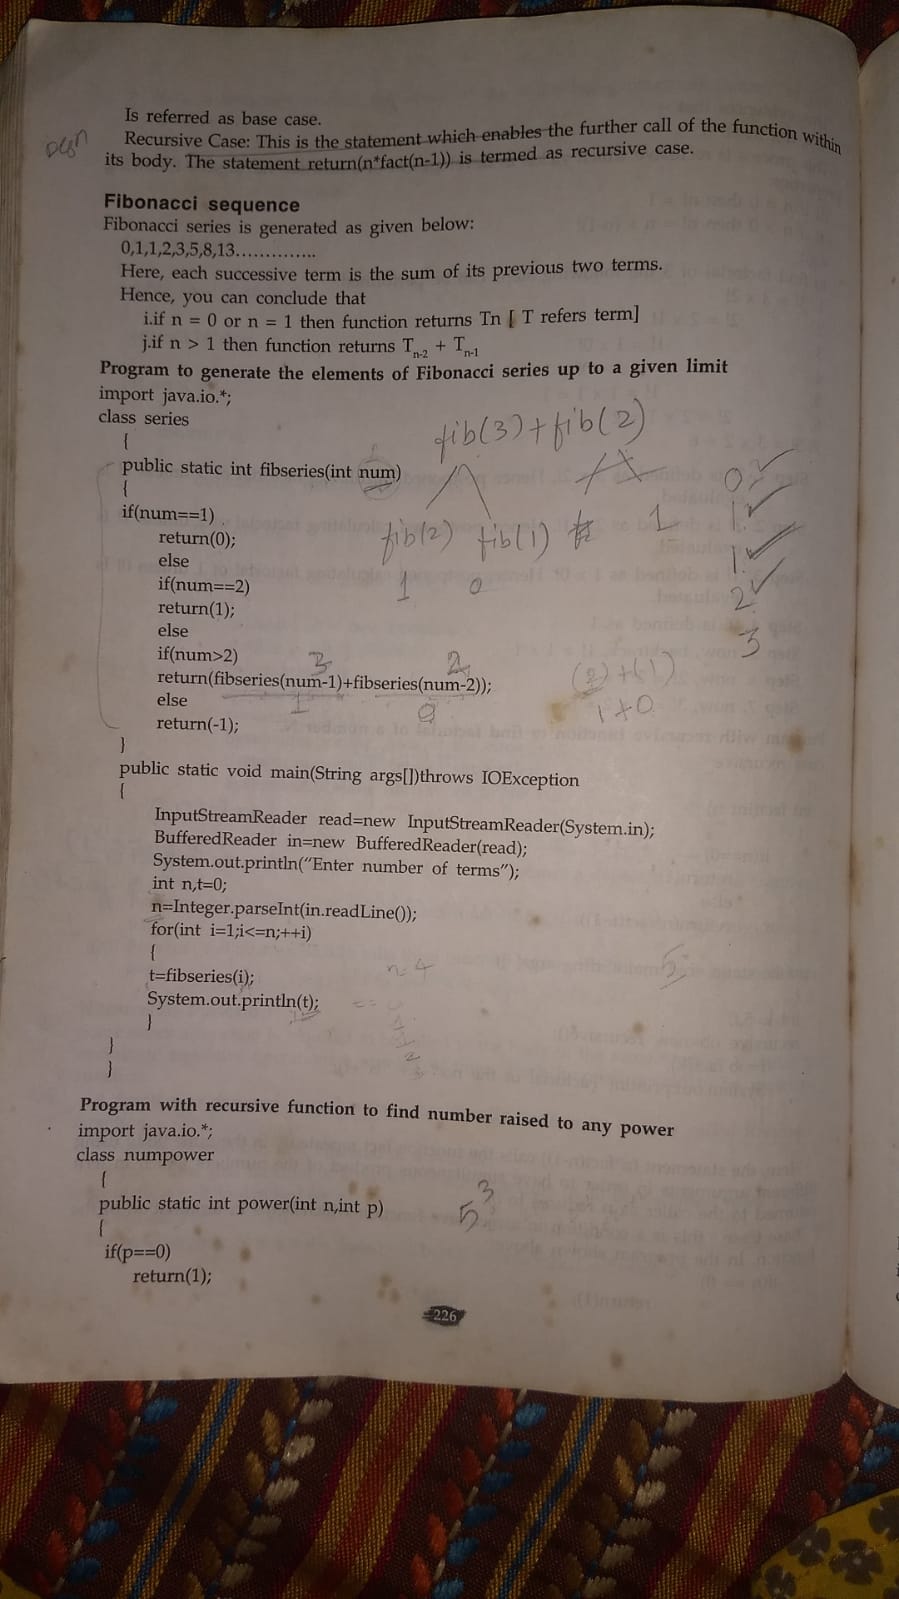 Is referred as base case.
Defn
Recursive Case: This is the statement which enables the further call of the function within
its body. The statement return(n*fact(n-1)) is termed as recursive case.
Fibonacci sequence
Fibonacci series is generated as given below:
0,1,1,2,3,5,8,13..............
Here, each successive term is the sum of its previous two terms.
Hence, you can conclude that
i.if n = 0 or n = 1 then function returns Tn [ T refers term]
j.if n > 1 then function returns Tn-2 + Tn-1
Program to generate the elements of Fibonacci series up to a given limit
import java.io.*;
class series
{
fib(3)+fib(2)
public static int fibseries(int num)
{
if(num==1)
return(0);
else
if(num==2)
return(1);
else
if(num>2)
return(fibseries(num-1)+fibseries(num-2));
else
return(-1);
}
fib(2) fib(1) 1
1 0
0
1
1
2
3
3 2
1 0
1+0
public static void main(String args[])throws IOException
{
InputStreamReader read=new InputStreamReader(System.in);
BufferedReader in=new BufferedReader(read);
System.out.println("Enter number of terms");
int n,t=0;
n=Integer.parseInt(in.readLine());
for(int i=1;i<=n;++i)
{
t=fibseries(i);
System.out.println(t);
}
}
}
n=4
5
Program with recursive function to find number raised to any power
import java.io.*;
class numpower
{
public static int power(int n,int p)
{
if(p==0)
return(1);
5 3
226